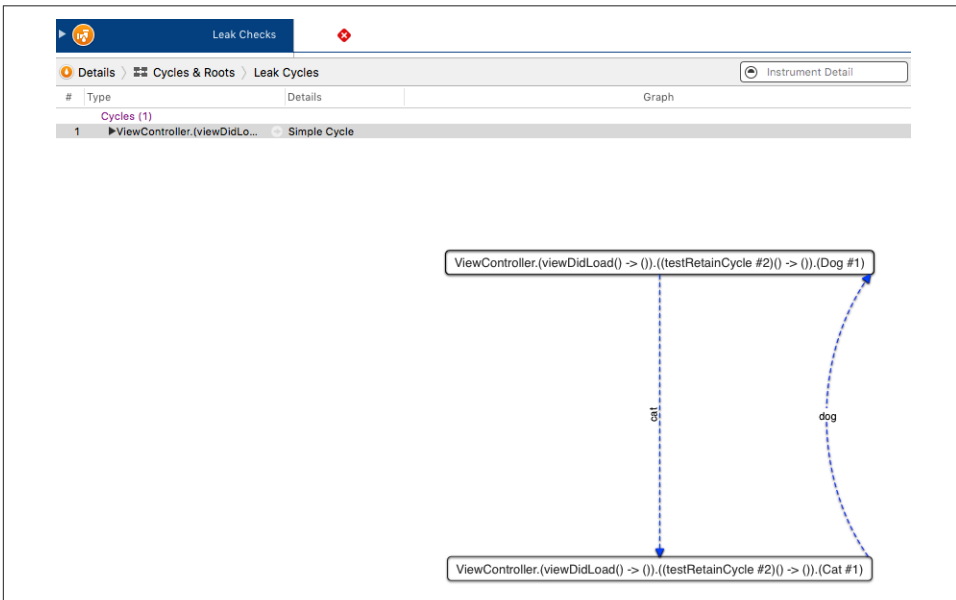 Leak Checks
Details 〉 Cycles & Roots 〉 Leak Cycles
Instrument Detail
# Type Details Graph
Cycles (1)
1 ▶ViewController.(viewDidLo... Simple Cycle
ViewController.(viewDidLoad() -> ()).((testRetainCycle #2)() -> ()).(Dog #1)
cat
dog
ViewController.(viewDidLoad() -> ()).((testRetainCycle #2)() -> ()).(Cat #1)